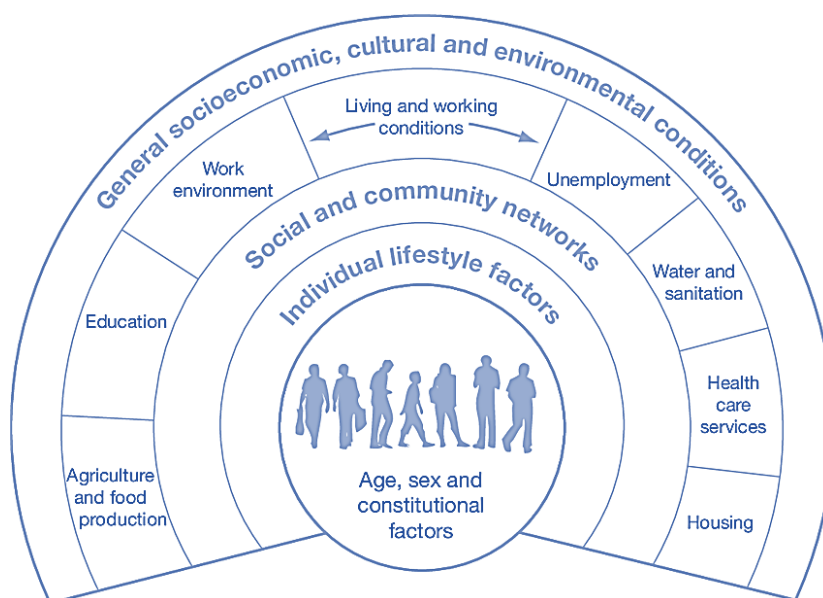 General socioeconomic, cultural and environmental conditions
Living and working
conditions
Work
environment
Unemployment
Education
Water and
sanitation
Agriculture
and food
production
Health
care
services
Housing
Social and community networks
Individual lifestyle factors
Age, sex and
constitutional
factors